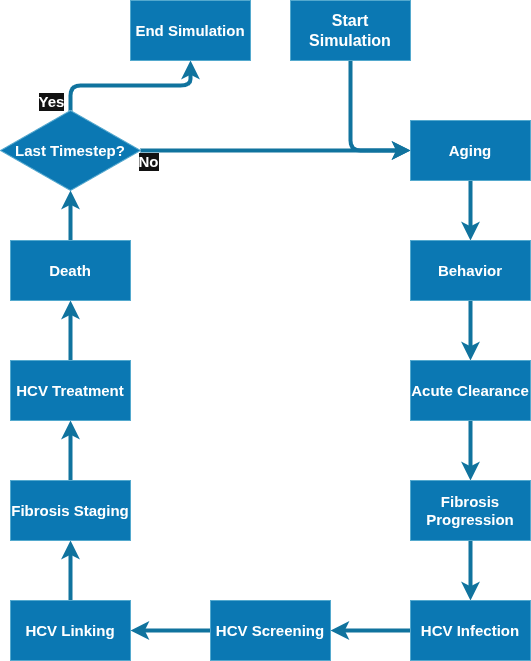 End Simulation
Start
Simulation
Yes
Last Timestep?
No
Aging
Death
Behavior
HCV Treatment
Acute Clearance
Fibrosis Staging
Fibrosis
Progression
HCV Linking
HCV Screening
HCV Infection